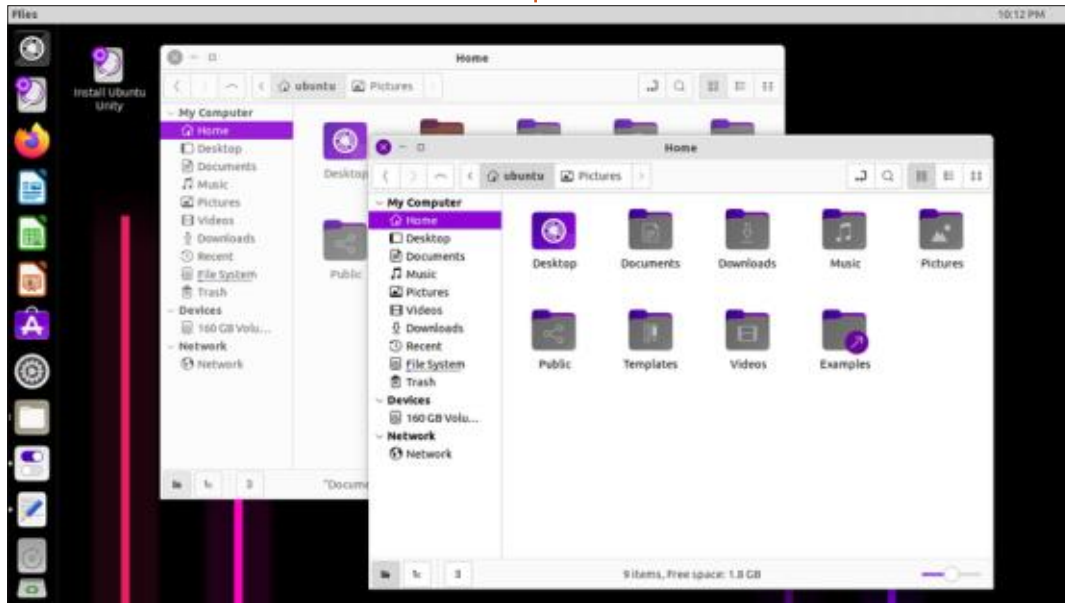 Files
10:12 PM
Install Ubuntu
Unity
Home
ubuntu Pictures
My Computer
Home
Desktop
Documents
Music
Pictures
Videos
Downloads
Recent
File System
Trash
Devices
160 GB Volu...
Network
Network
Desktop
Public
"Docume
Home
ubuntu Pictures
My Computer
Home
Desktop
Documents
Music
Pictures
Videos
Downloads
Recent
File System
Trash
Devices
160 GB Volu...
Network
Network
Desktop Documents Downloads Music Pictures
Public Templates Videos Examples
9 items, Free space: 1.8 GB